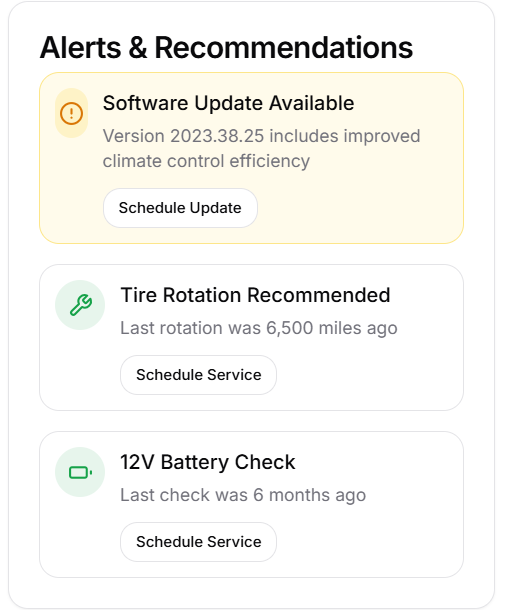 Alerts & Recommendations
Software Update Available
Version 2023.38.25 includes improved
climate control efficiency
Schedule Update
Tire Rotation Recommended
Last rotation was 6,500 miles ago
Schedule Service
12V Battery Check
Last check was 6 months ago
Schedule Service